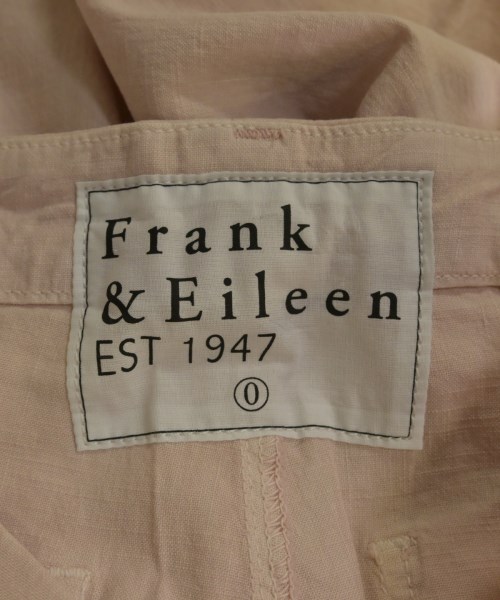 Frank
& Eileen
EST 1947
0